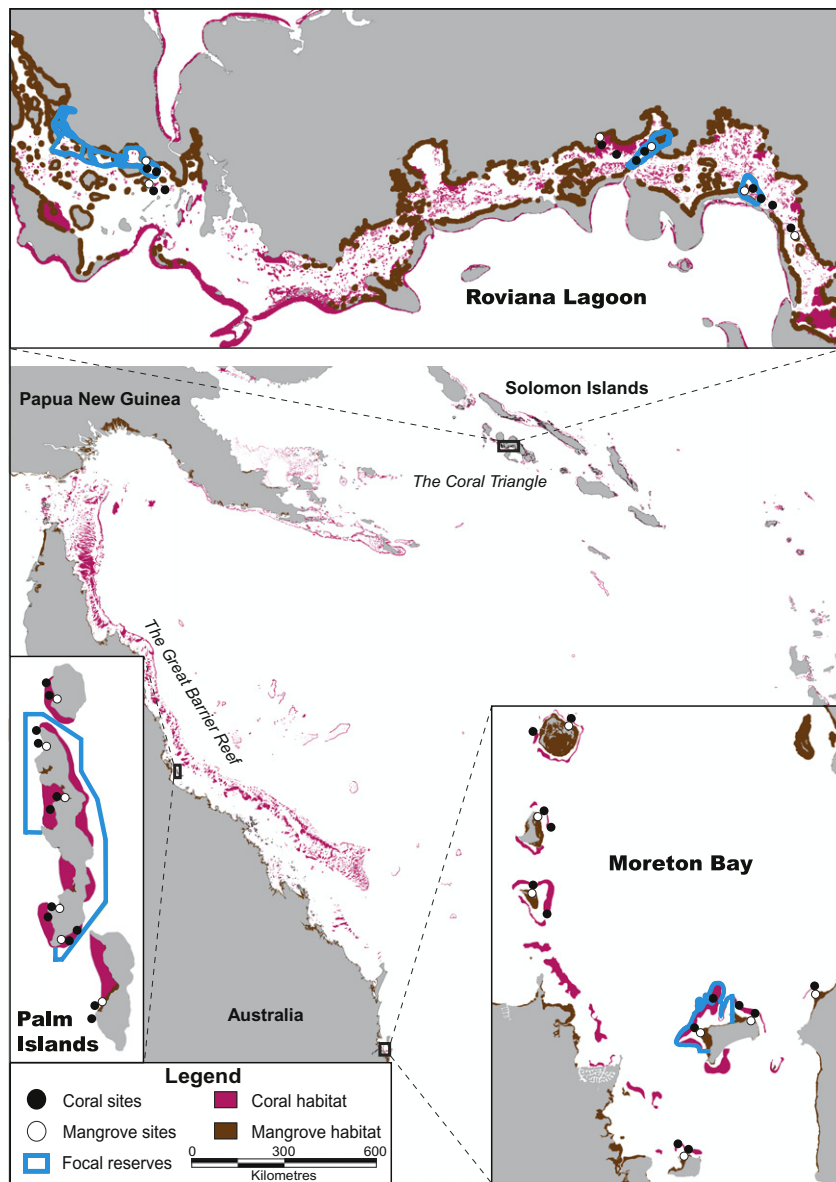 Roviana Lagoon
Papua New Guinea
Solomon Islands
The Coral Triangle
The Great Barrier Reef
Moreton Bay
Palm
Islands
Australia
Legend
Coral sites
Coral habitat
Mangrove sites
Mangrove habitat
Focal reserves
0 300 600
Kilometres